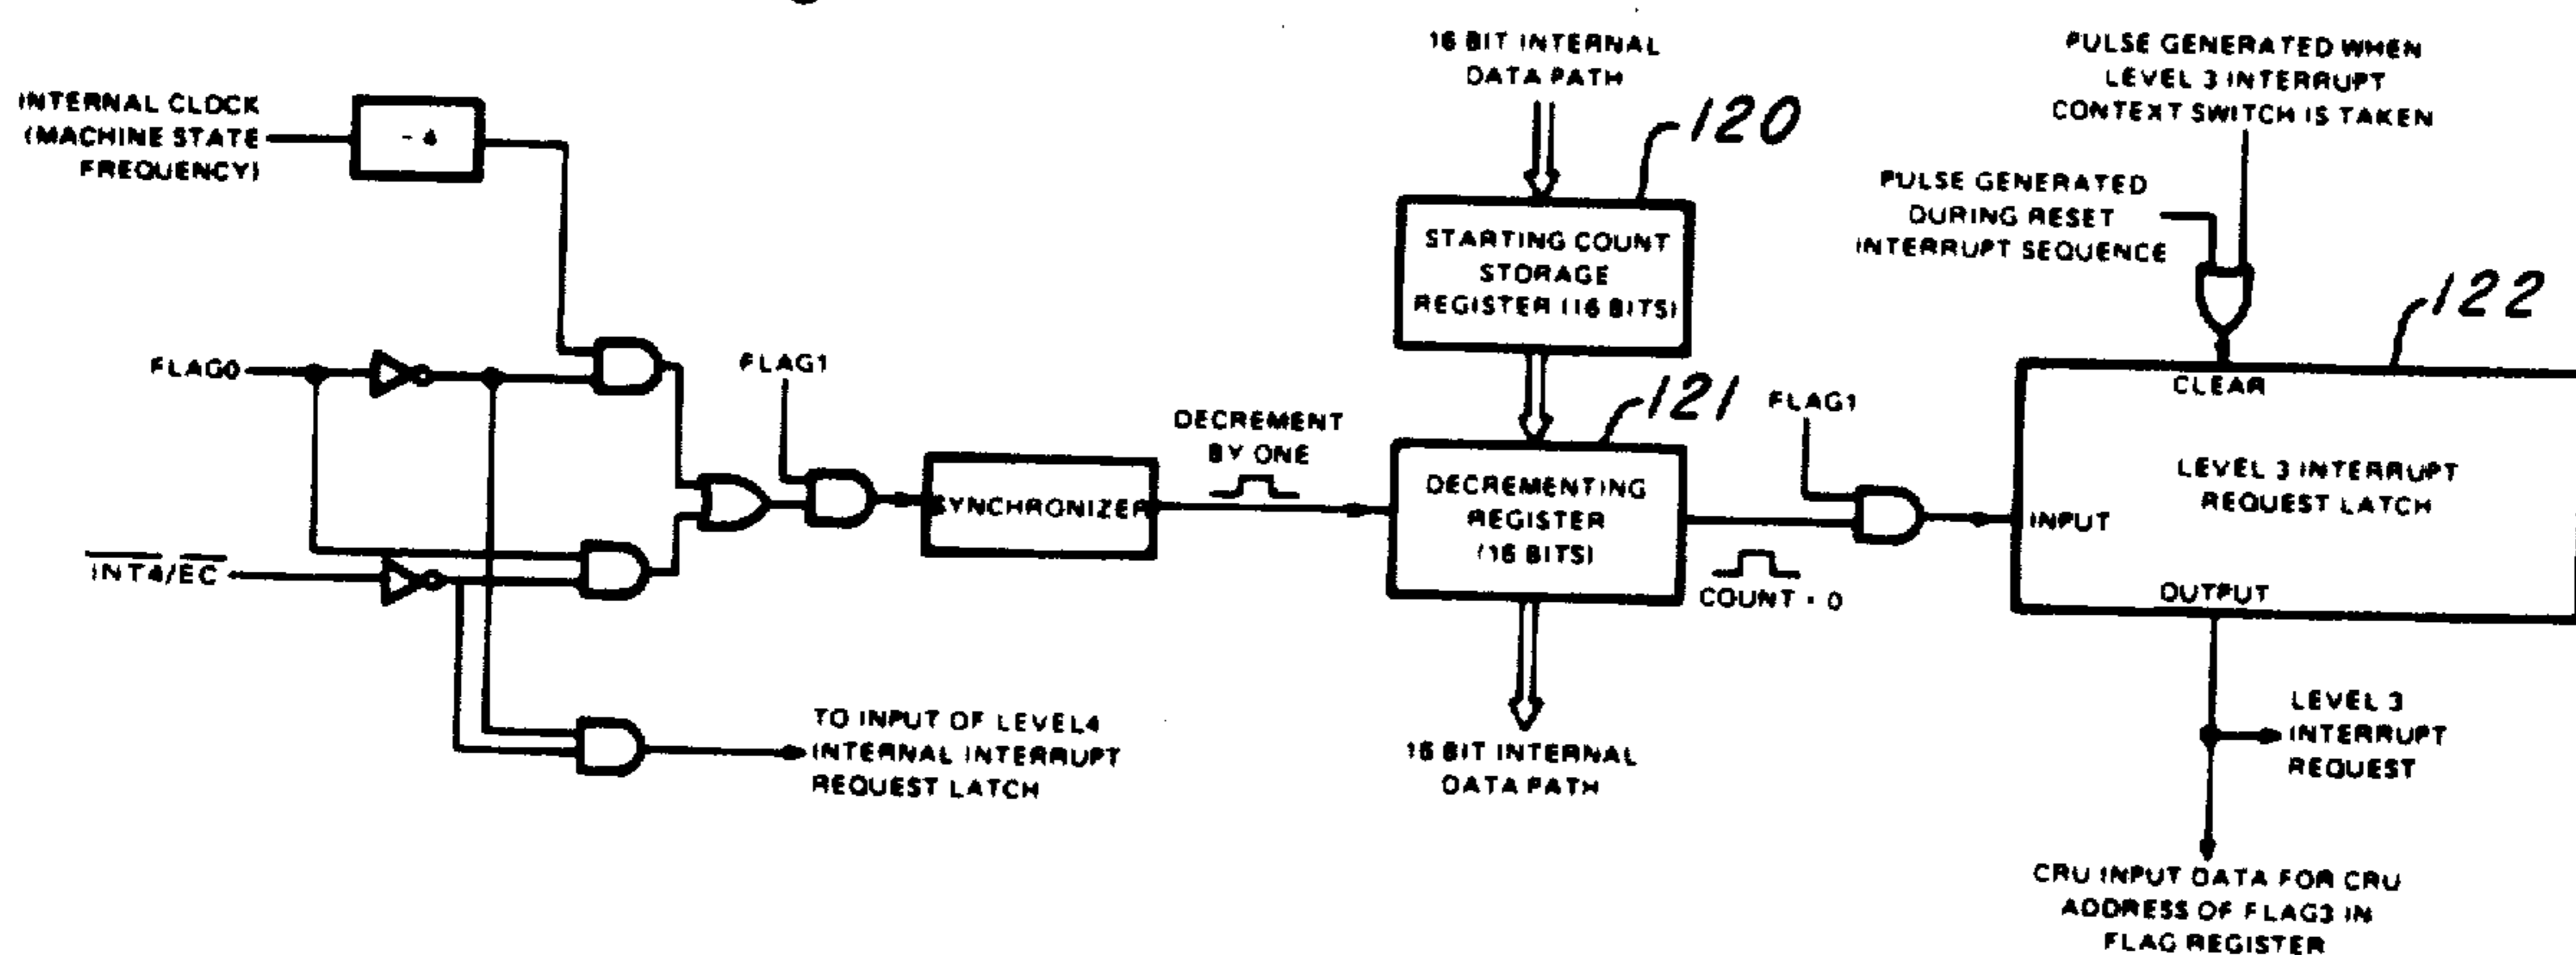 INTERNAL CLOCK
(MACHINE STATE
FREQUENCY)
÷ 4
FLAG0
INT4/EC
FLAG1
SYNCHRONIZER
TO INPUT OF LEVEL4
INTERNAL INTERRUPT
REQUEST LATCH
DECREMENT
BY ONE
16 BIT INTERNAL
DATA PATH
120
STARTING COUNT
STORAGE
REGISTER (16 BITS)
121
DECREMENTING
REGISTER
(16 BITS)
16 BIT INTERNAL
DATA PATH
FLAG1
COUNT = 0
PULSE GENERATED WHEN
LEVEL 3 INTERRUPT
CONTEXT SWITCH IS TAKEN
PULSE GENERATED
DURING RESET
INTERRUPT SEQUENCE
122
CLEAR
LEVEL 3 INTERRUPT
REQUEST LATCH
INPUT
OUTPUT
LEVEL 3
INTERRUPT
REQUEST
CRU INPUT DATA FOR CRU
ADDRESS OF FLAG3 IN
FLAG REGISTER